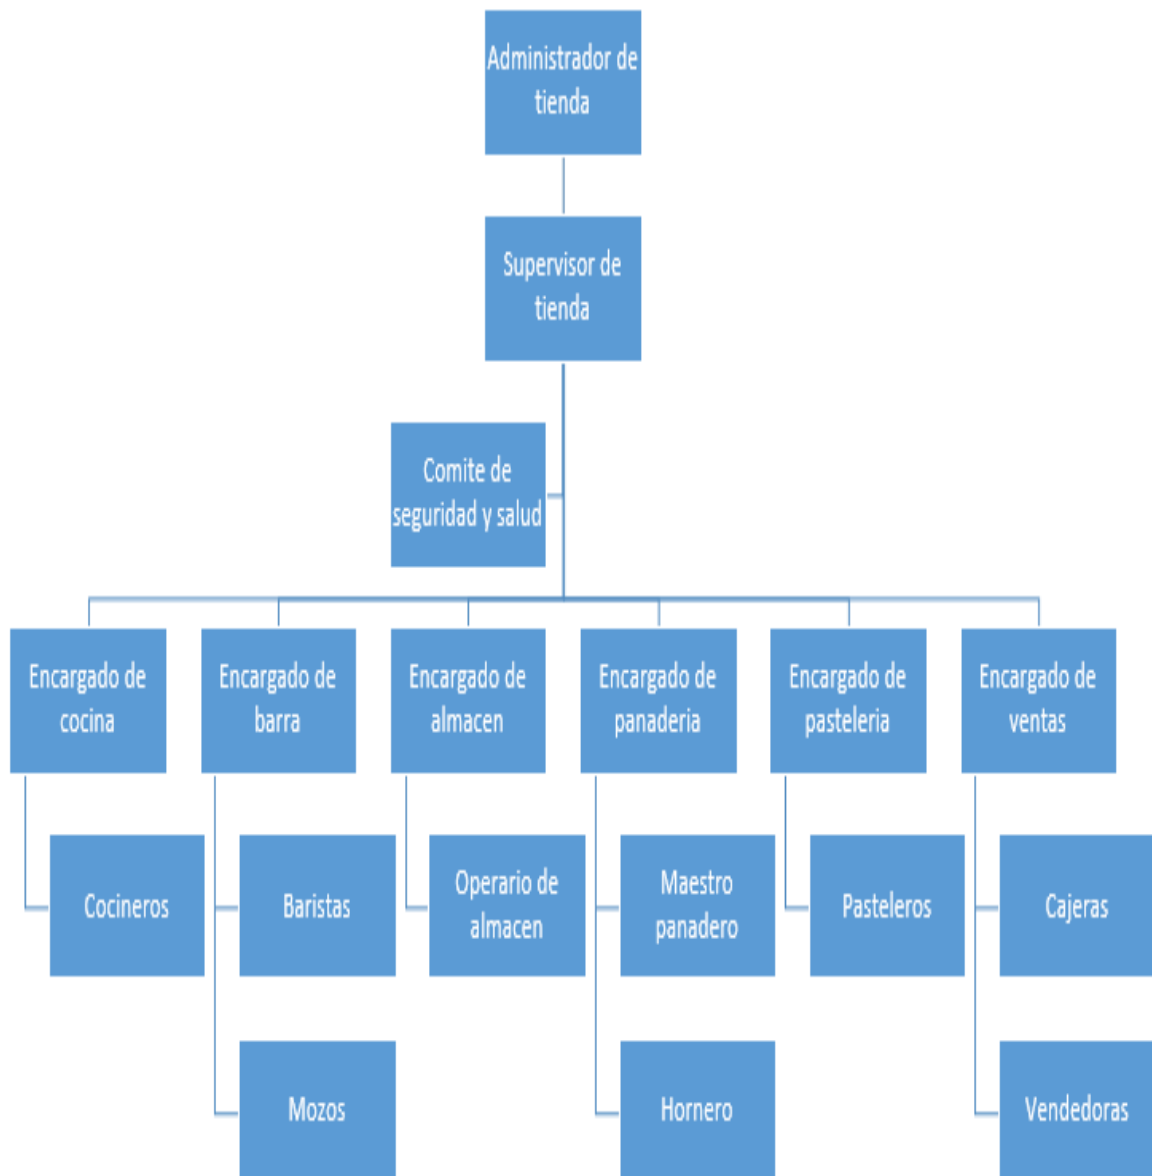 Administrador de
tienda
Supervisor de
tienda
Comite de
seguridad y salud
Encargado de
cocina
Encargado de
barra
Encargado de
almacen
Encargado de
panaderia
Encargado de
pasteleria
Encargado de
ventas
Cocineros
Baristas
Operario de
almacen
Maestro
panadero
Pasteleros
Cajeras
Mozos
Hornero
Vendedoras